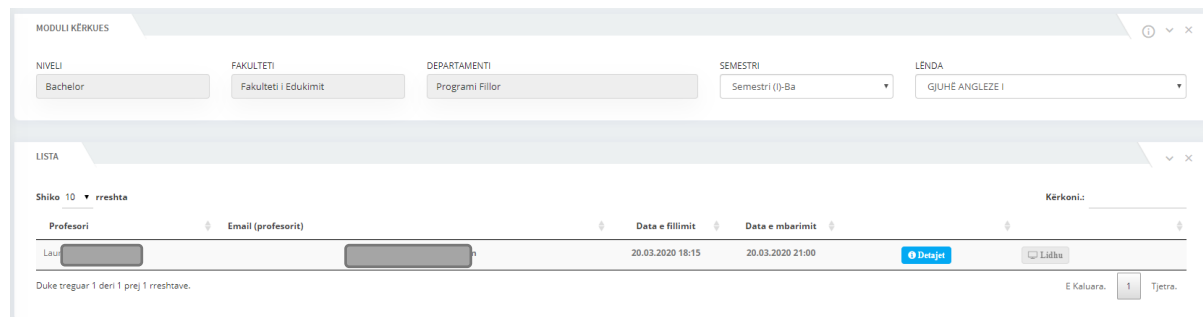 MODULI KËRKUES
NIVELI FAKULTETI DEPARTAMENTI SEMESTRI LËNDA
Bachelor Fakulteti i Edukimit Programi Fillor Semestri (I)-Ba GJUHË ANGLEZE I
LISTA
Shiko 10 rreshta Kërkoni.:
Profesori Email (profesorit) Data e fillimit Data e mbarimit
20.03.2020 18:15 20.03.2020 21:00 Detajet Lidhu
Duke treguar 1 deri 1 prej 1 rreshtave. E Kaluara. 1 Tjetra.